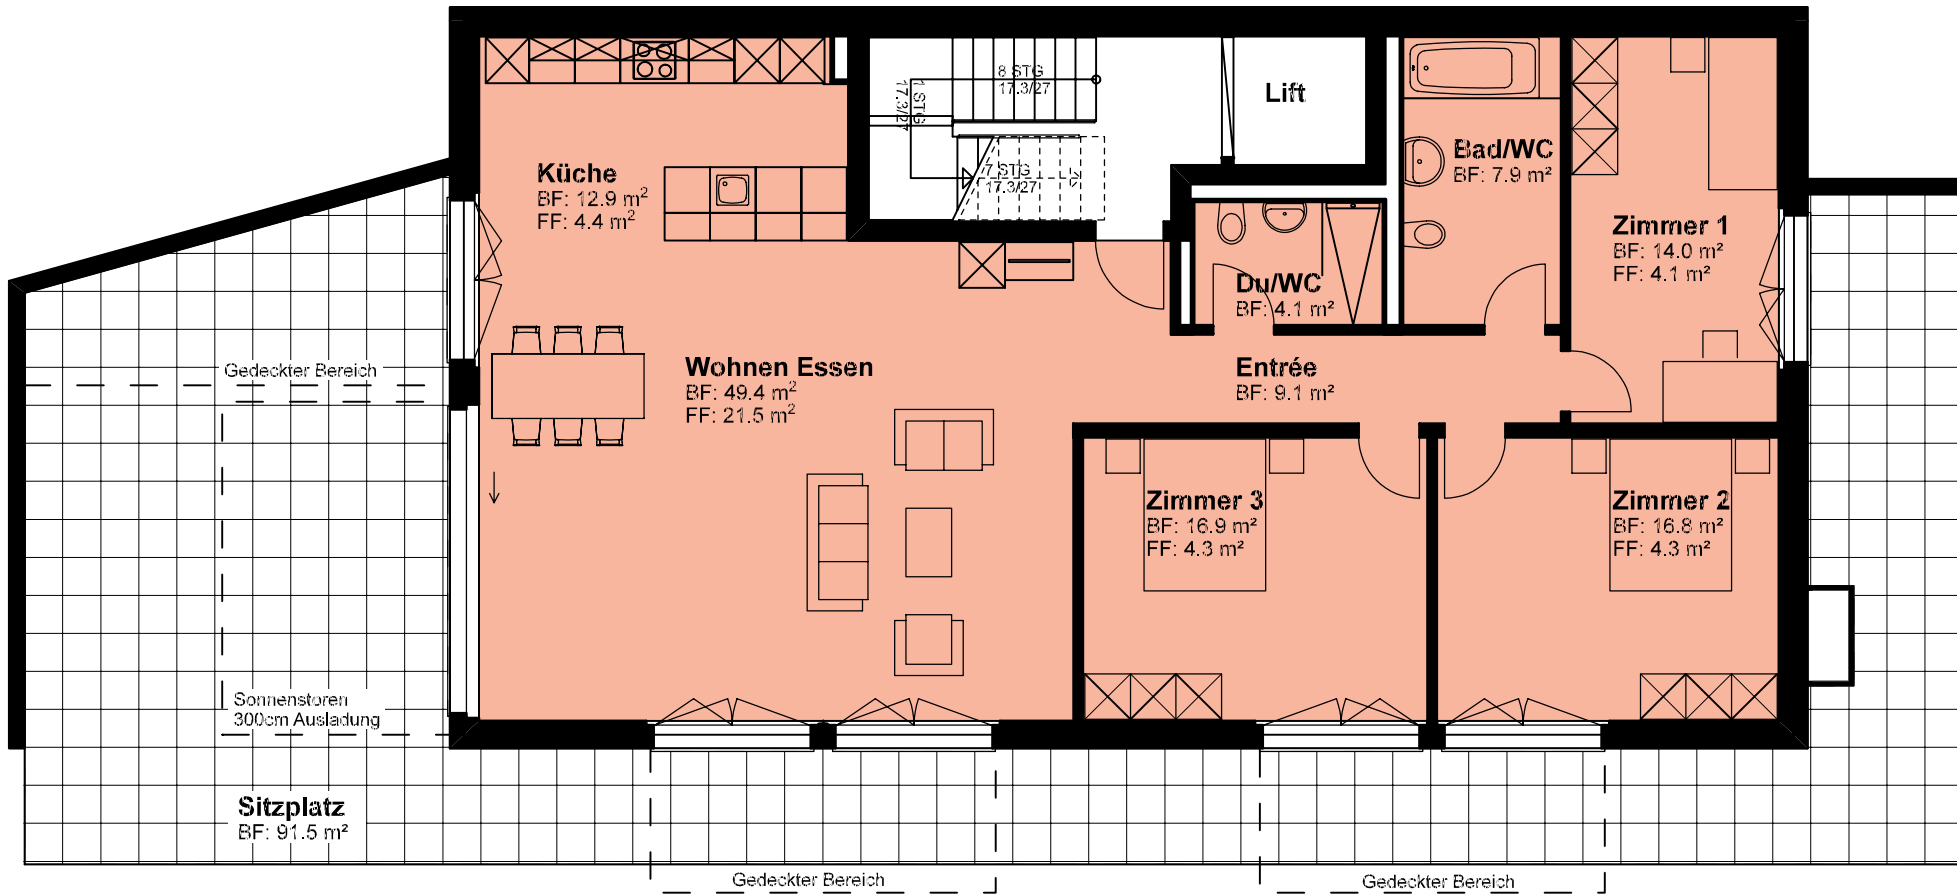 8 STG
17.3/27
1 STG
17.3/27
7 STG
17.3/27
Lift
Küche
BF: 12.9 m²
FF: 4.4 m²
Bad/WC
BF: 7.9 m²
Zimmer 1
BF: 14.0 m²
FF: 4.1 m²
Du/WC
BF: 4.1 m²
Gedeckter Bereich
Wohnen Essen
BF: 49.4 m²
FF: 21.5 m²
Entrée
BF: 9.1 m²
Zimmer 3
BF: 16.9 m²
FF: 4.3 m²
Zimmer 2
BF: 16.8 m²
FF: 4.3 m²
Sonnenstoren
300cm Ausladung
Sitzplatz
BF: 91.5 m²
Gedeckter Bereich
Gedeckter Bereich